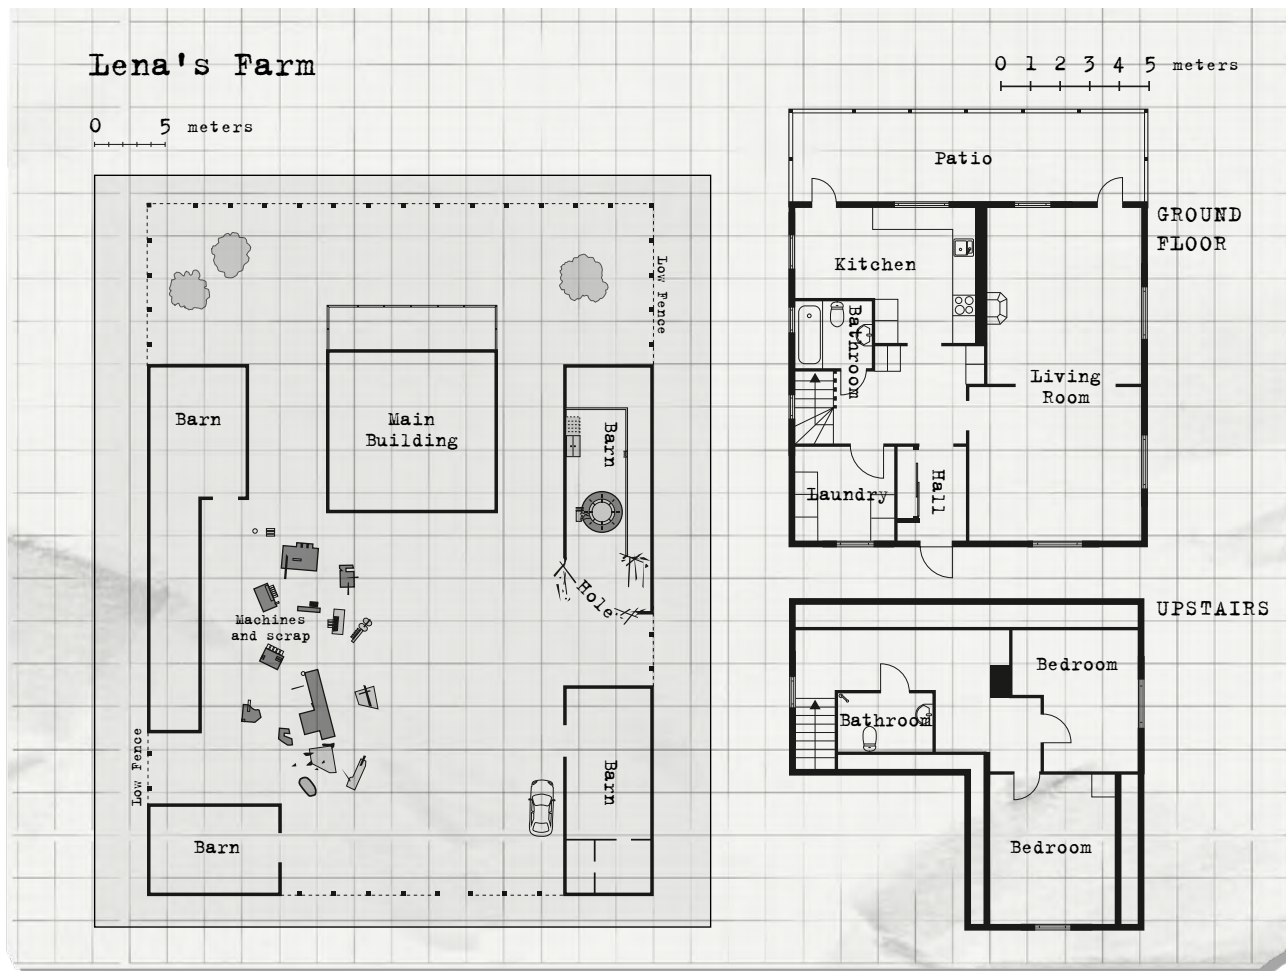 Lena's Farm
0 5 meters
Low Fence
Barn
Main
Building
Barn
Hole
Machines
and scrap
Low Fence
Barn
Barn
0 1 2 3 4 5 meters
Patio
GROUND
FLOOR
Kitchen
Bathroom
Living
Room
Laundry
Hall
UPSTAIRS
Bedroom
Bathroom
Bedroom